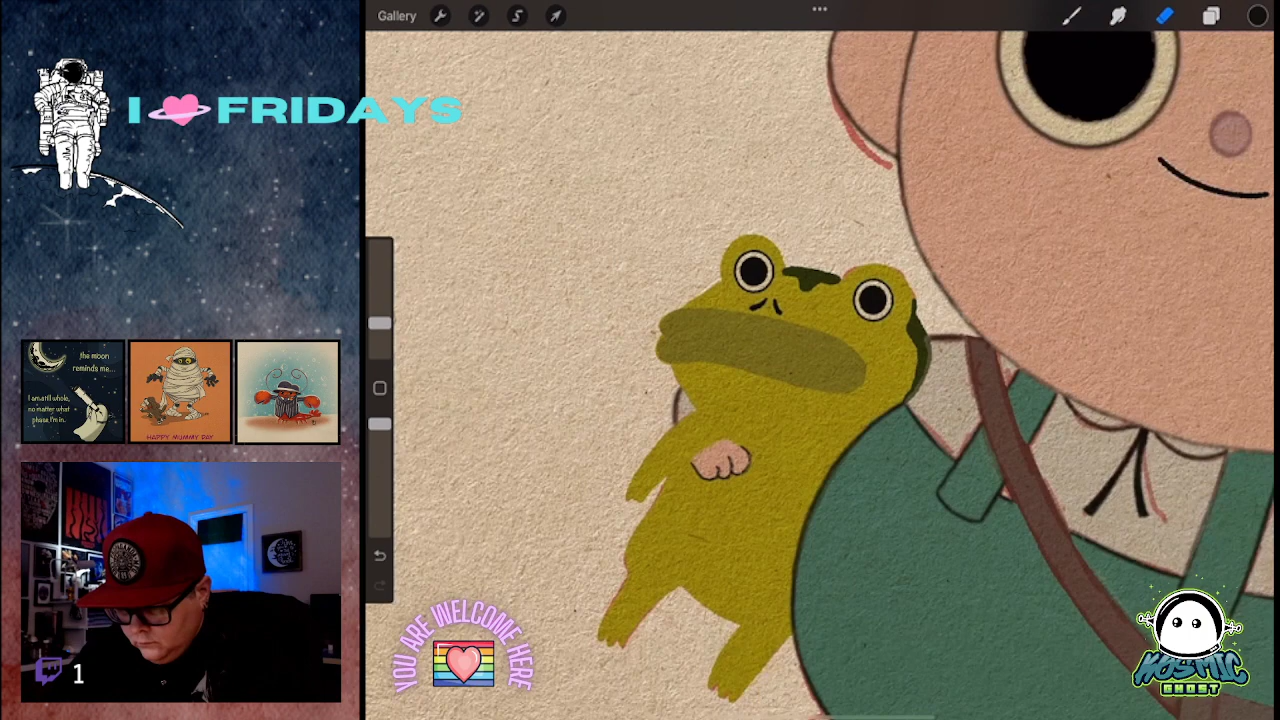 Gallery
I FRIDAYS
the moon
reminds me...
I am still whole,
no matter what
phase I'm in.
HAPPY MUMMY DAY
1
YOU ARE WELCOME HERE
KOSMIC
GHOST